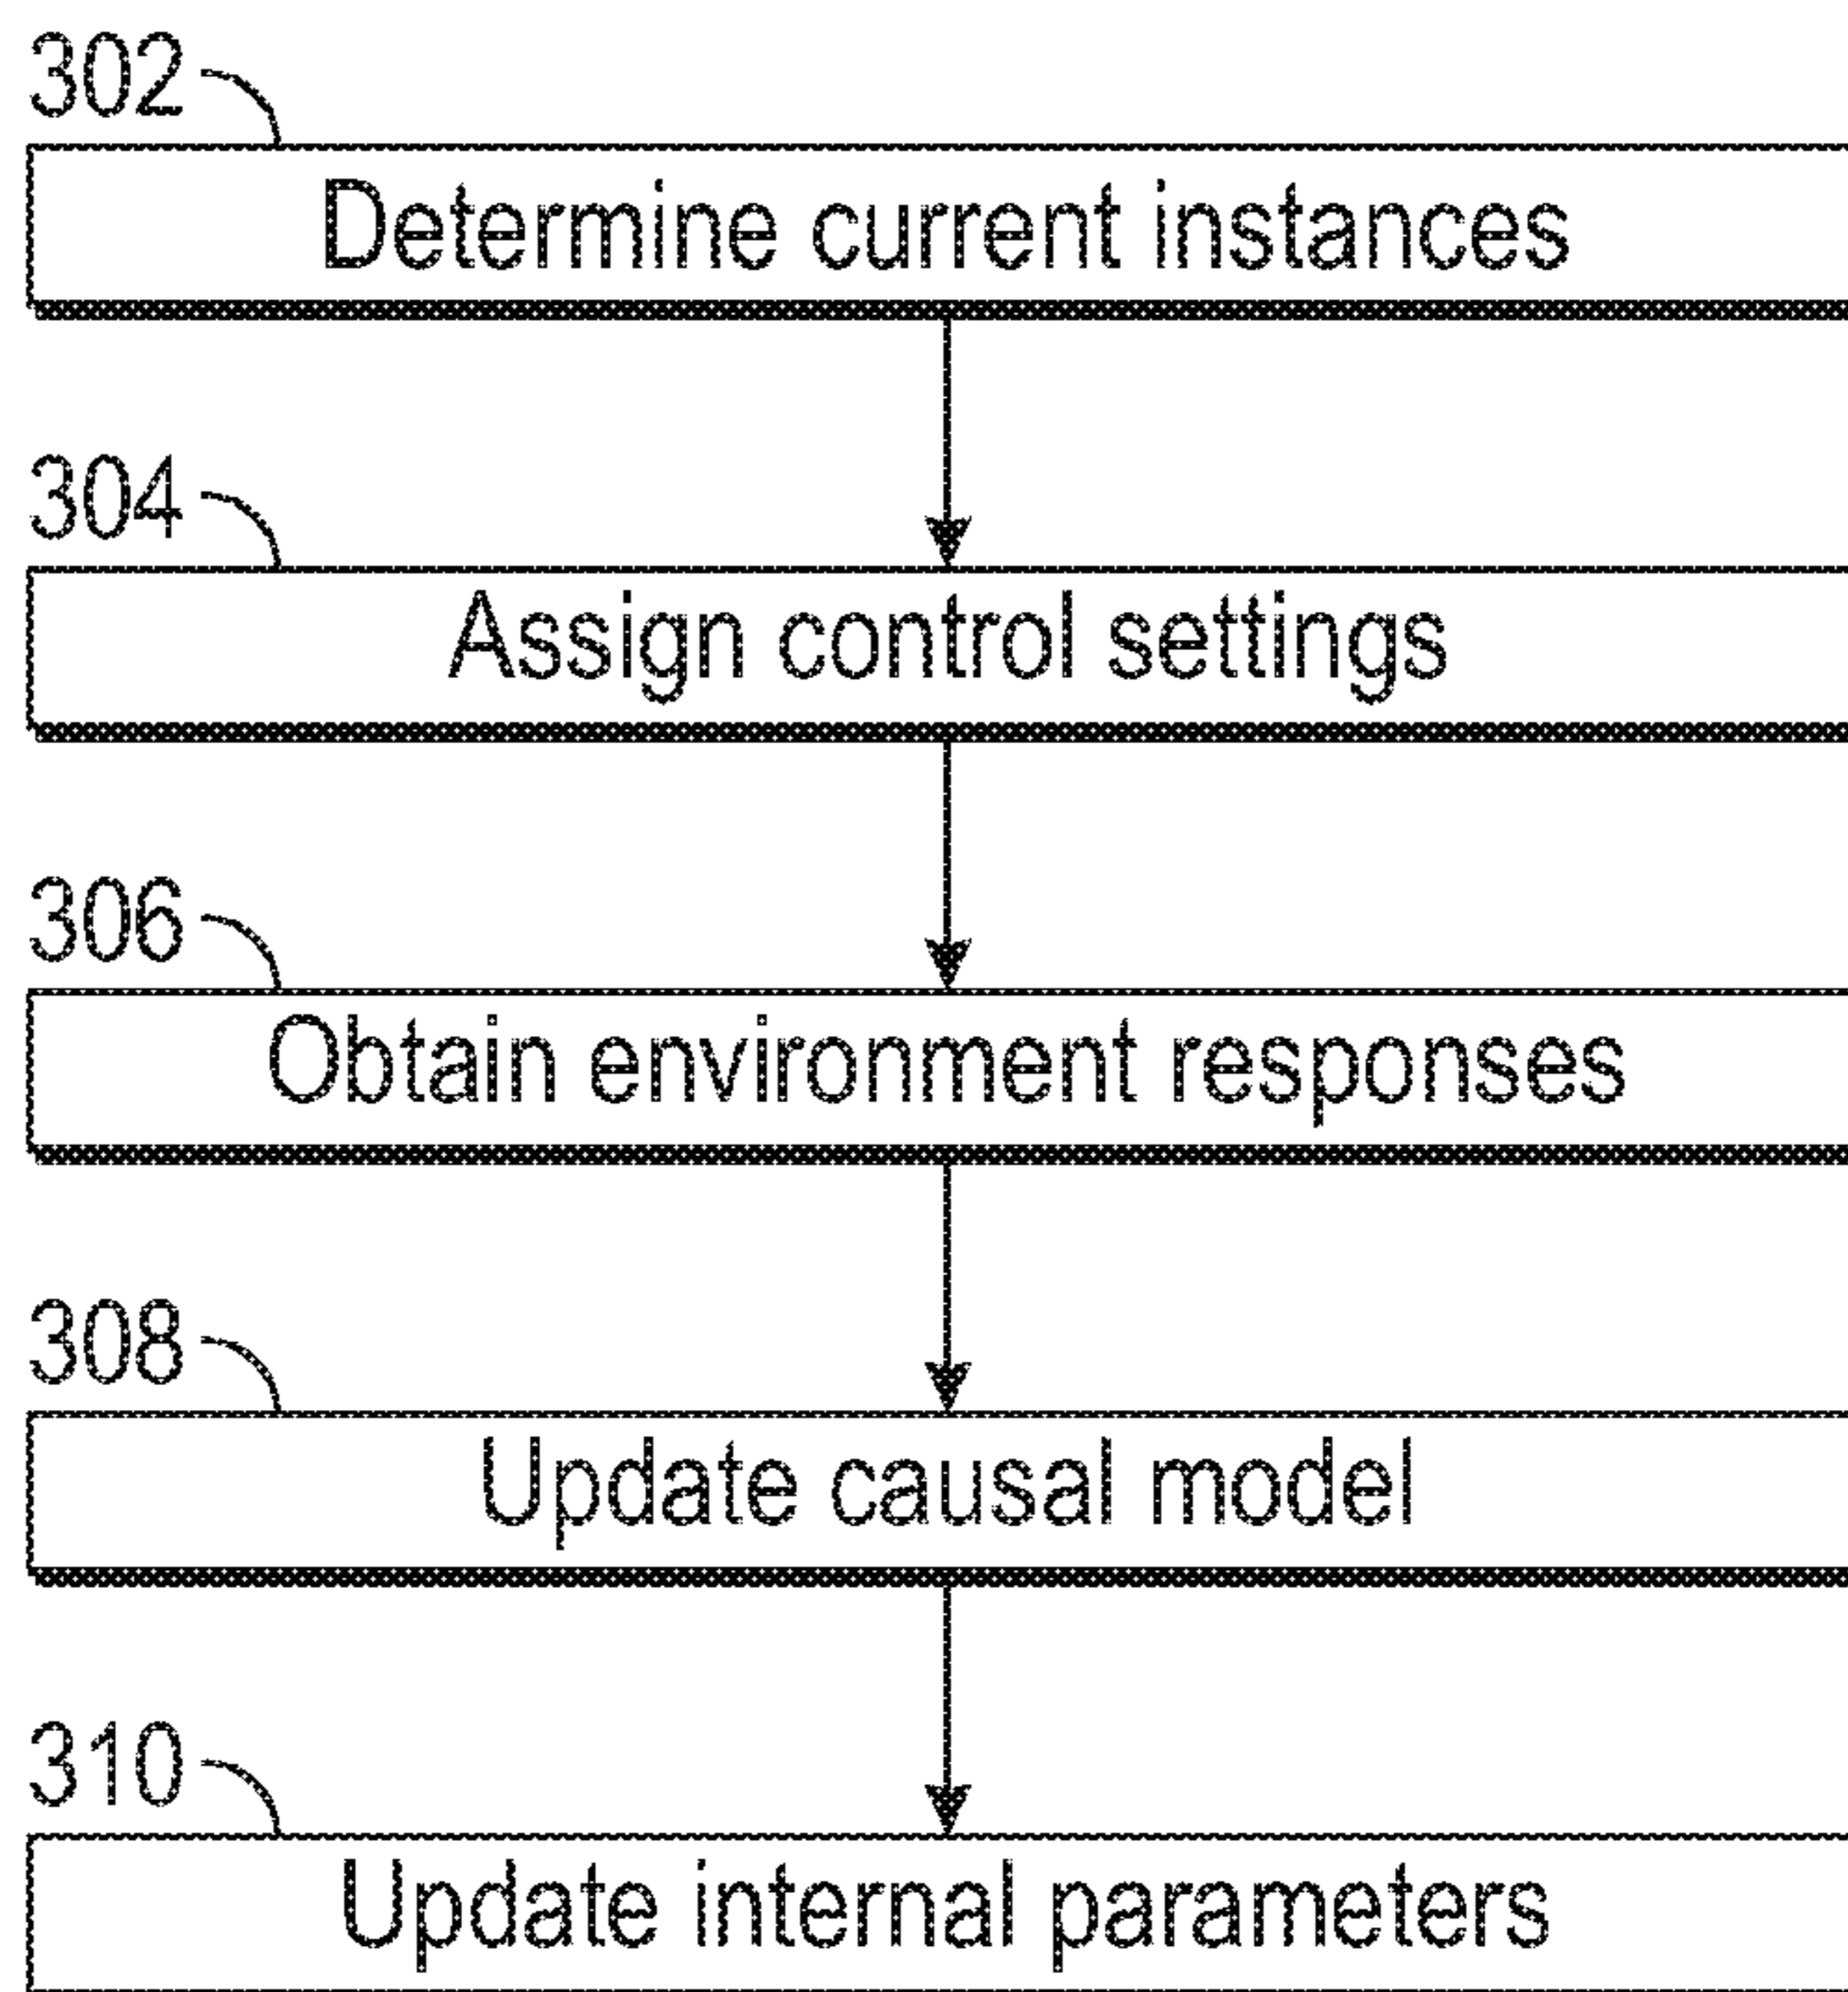 302
Determine current instances
304
Assign control settings
306
Obtain environment responses
308
Update causal model
310
Update internal parameters